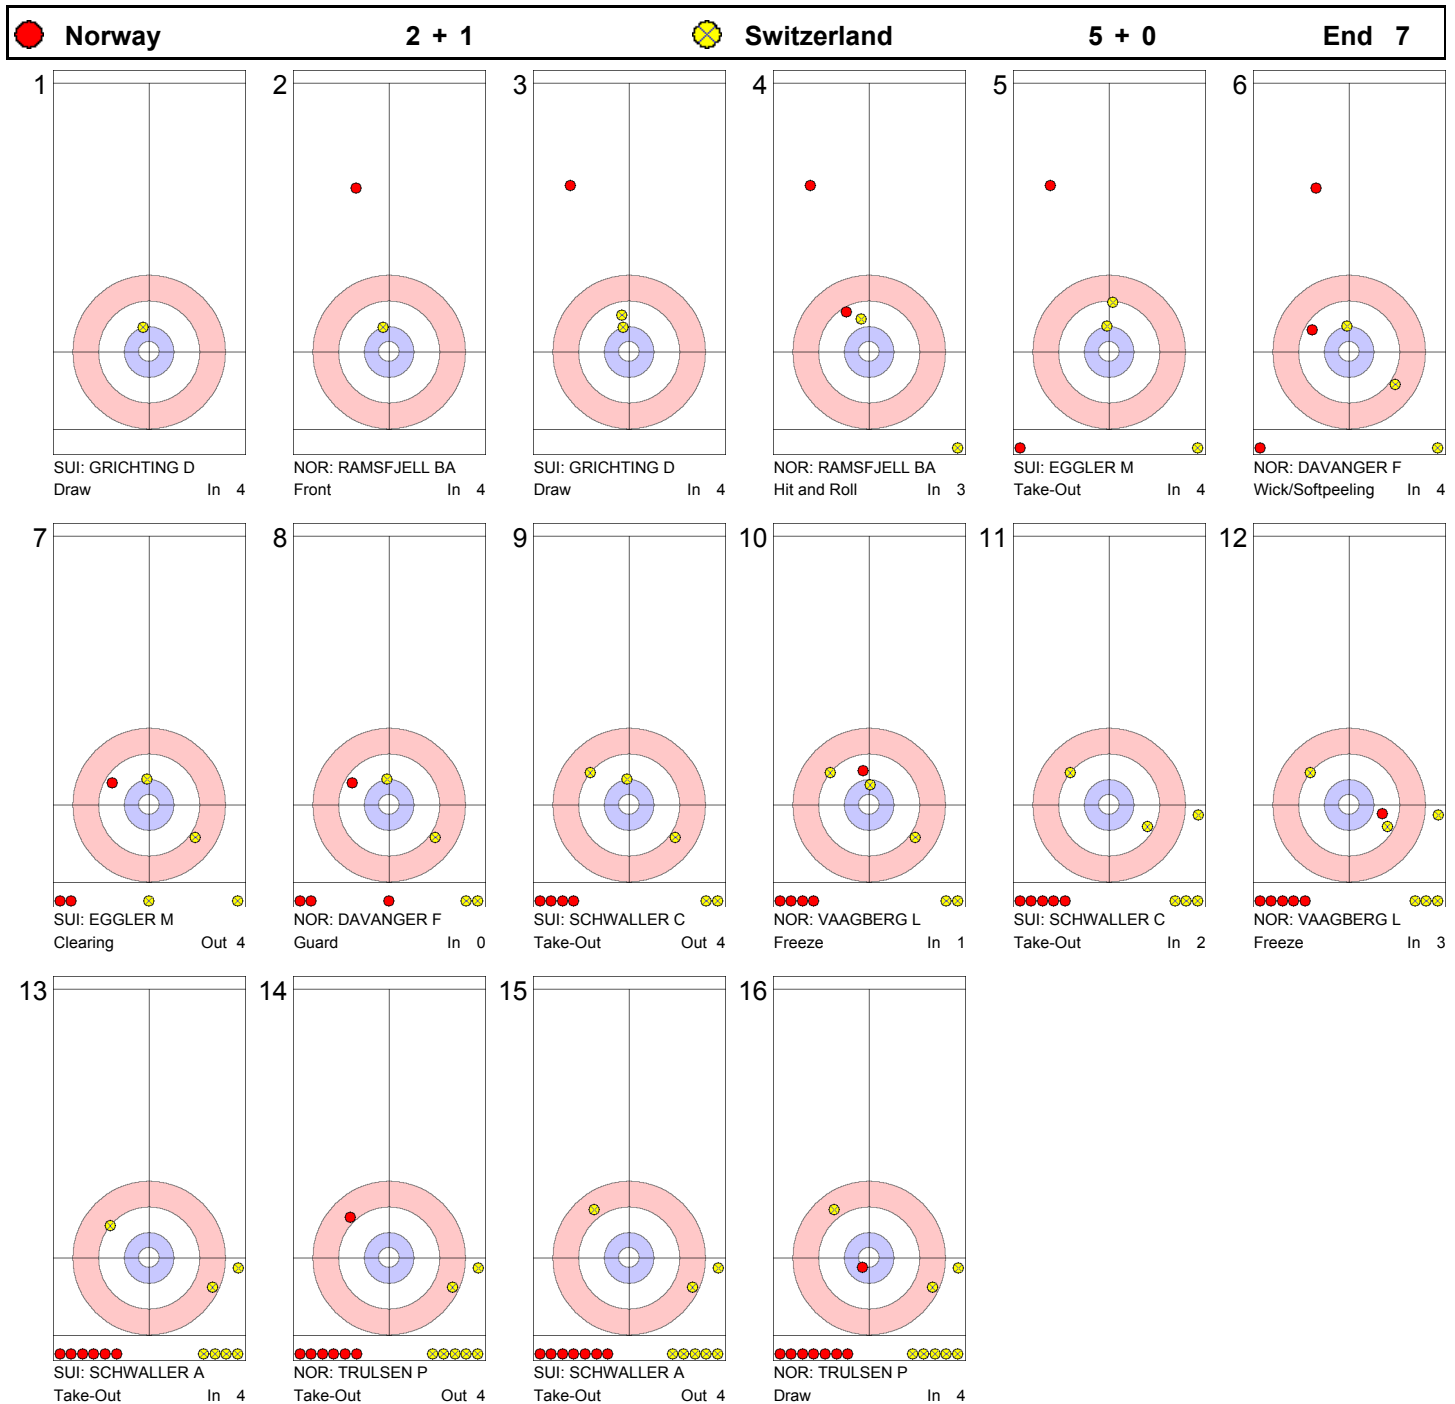 Norway 2 + 1 Switzerland 5 + 0 End 7
1 2 3 4 5 6
SUI: GRICHTING D NOR: RAMSFJELL BA SUI: GRICHTING D NOR: RAMSFJELL BA SUI: EGGLER M NOR: DAVANGER F
Draw In 4 Front In 4 Draw In 4 Hit and Roll In 3 Take-Out In 4 Wick/Softpeeling In 4
7 8 9 10 11 12
SUI: EGGLER M NOR: DAVANGER F SUI: SCHWALLER C NOR: VAAGBERG L SUI: SCHWALLER C NOR: VAAGBERG L
Clearing Out 4 Guard In 0 Take-Out Out 4 Freeze In 1 Take-Out In 2 Freeze In 3
13 14 15 16
SUI: SCHWALLER A NOR: TRULSEN P SUI: SCHWALLER A NOR: TRULSEN P
Take-Out In 4 Take-Out Out 4 Take-Out Out 4 Draw In 4